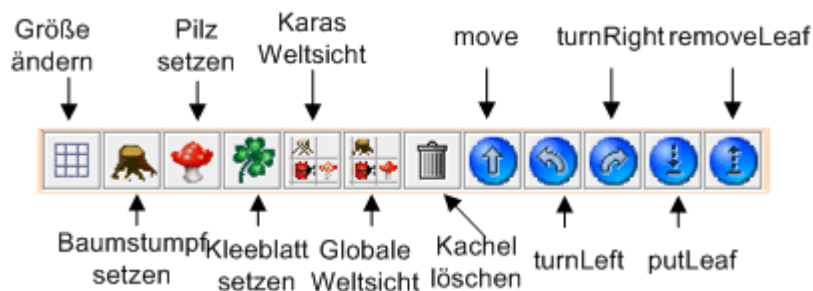 Größe
ändern
Pilz
setzen
Karas
Weltsicht
move
turnRight
removeLeaf
Baumstumpf
setzen
Kleeblatt
setzen
Globale
Weltsicht
Kachel
löschen
turnLeft
putLeaf